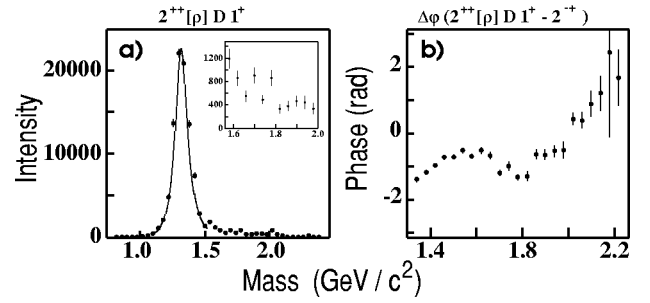 2⁺⁺[ρ] D 1⁺
Δφ (2⁺⁺[ρ] D 1⁺ - 2⁻⁺)
a)
b)
20000
10000
0
Intensity
1200
800
400
0
1.6 1.8 2.0
1.0 1.5 2.0
Phase (rad)
2
0
-2
1.4 1.8 2.2
Mass (GeV / c²)